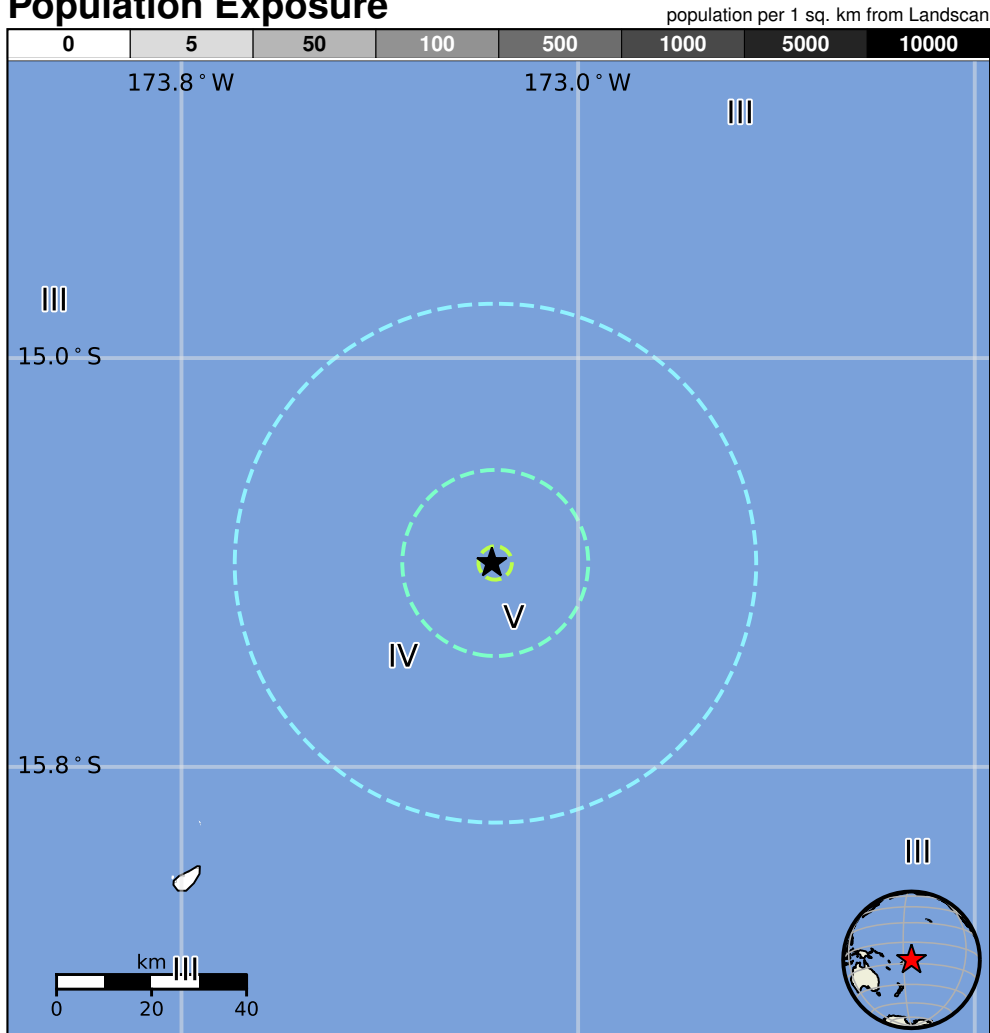 Population Exposure
population per 1 sq. km from Landscan
0 5 50 100 500 1000 5000 10000
173.8°W 173.0°W
III
III
15.0°S
V
IV
15.8°S
III
km III
0 20 40